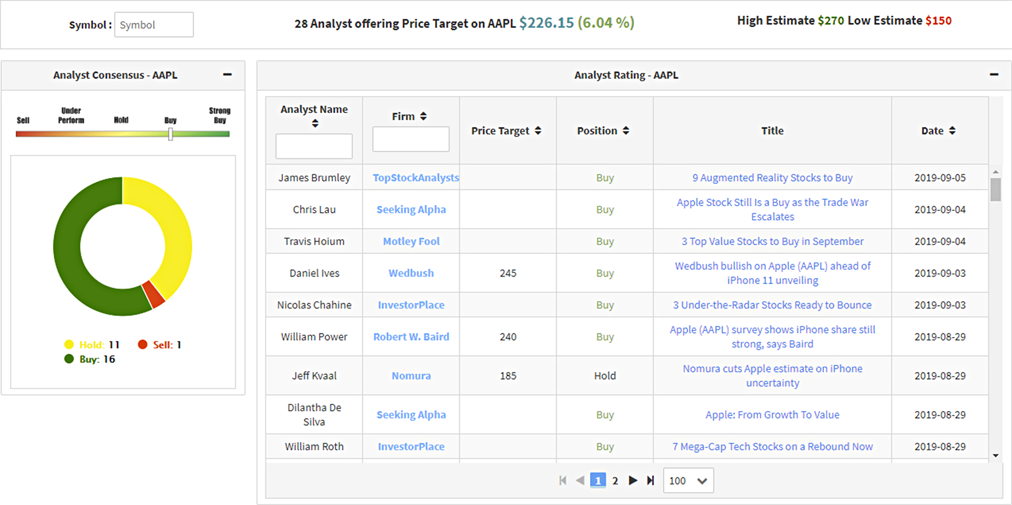 Symbol : Symbol
28 Analyst offering Price Target on AAPL $226.15 (6.04 %)
High Estimate $270 Low Estimate $150
Analyst Consensus - AAPL
Sell Under Perform Hold Buy Strong Buy
Hold: 11 Sell: 1
Buy: 16
Analyst Rating - AAPL
Analyst Name Firm Price Target Position Title Date
James Brumley TopStockAnalysts Buy 9 Augmented Reality Stocks to Buy 2019-09-05
Chris Lau Seeking Alpha Buy Apple Stock Still Is a Buy as the Trade War
Escalates 2019-09-04
Travis Hoium Motley Fool Buy 3 Top Value Stocks to Buy in September 2019-09-04
Daniel Ives Wedbush 245 Buy Wedbush bullish on Apple (AAPL) ahead of
iPhone 11 unveiling 2019-09-03
Nicolas Chahine InvestorPlace Buy 3 Under-the-Radar Stocks Ready to Bounce 2019-09-03
William Power Robert W. Baird 240 Buy Apple (AAPL) survey shows iPhone share still
strong, says Baird 2019-08-29
Jeff Kvaal Nomura 185 Hold Nomura cuts Apple estimate on iPhone
uncertainty 2019-08-29
Dilantha De
Silva Seeking Alpha Buy Apple: From Growth To Value 2019-08-29
William Roth InvestorPlace Buy 7 Mega-Cap Tech Stocks on a Rebound Now 2019-08-29
1 2 100